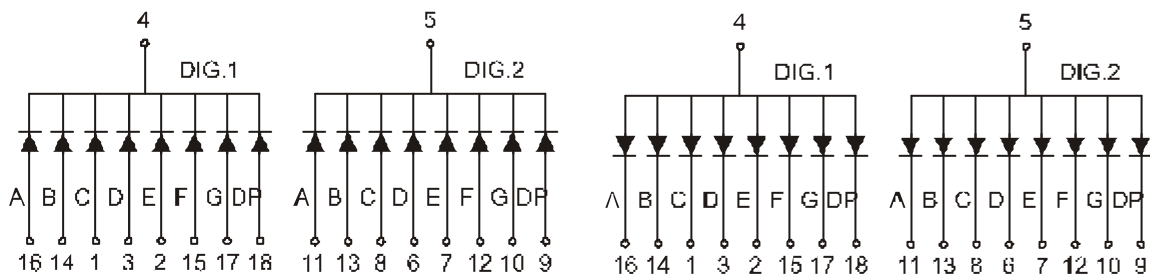 4 5 4 5
DIG.1 DIG.2 DIG.1 DIG.2
A B C D E F G DP A B C D E F G DP A B C D E F G DP A B C D E F G DP
16 14 1 3 2 15 17 18 11 13 8 6 7 12 10 9 16 14 1 3 2 15 17 18 11 13 8 6 7 12 10 9